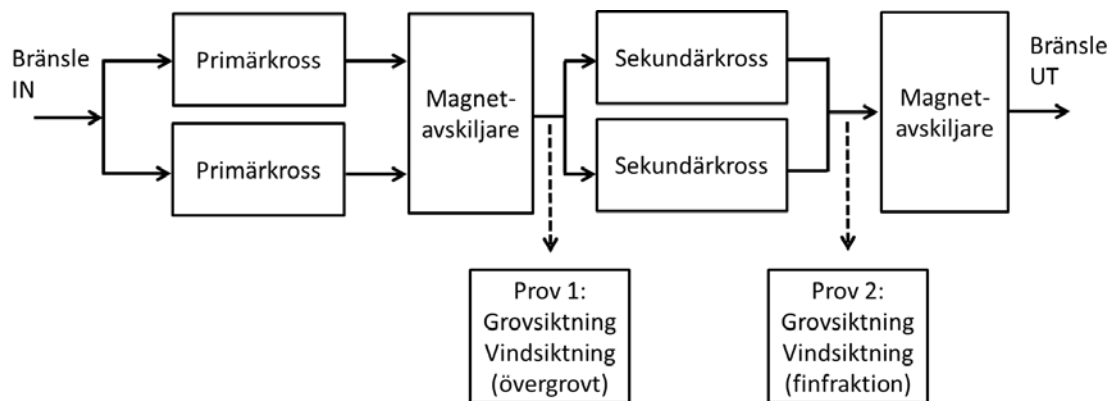 Bränsle
IN
Primärkross
Primärkross
Magnet-
avskiljare
Sekundärkross
Sekundärkross
Magnet-
avskiljare
Bränsle
UT
Prov 1:
Grovsiktning
Vindsiktning
(övergrovt)
Prov 2:
Grovsiktning
Vindsiktning
(finfraktion)